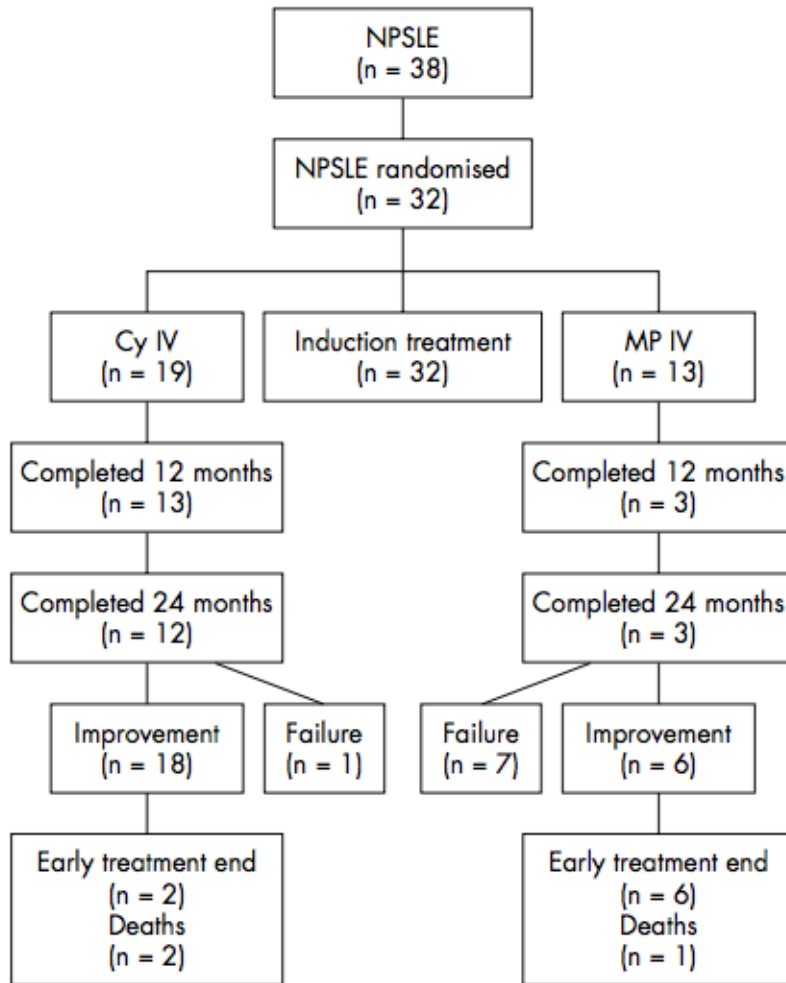 NPSLE
(n = 38)
NPSLE randomised
(n = 32)
Cy IV
(n = 19)
Induction treatment
(n = 32)
MP IV
(n = 13)
Completed 12 months
(n = 13)
Completed 12 months
(n = 3)
Completed 24 months
(n = 12)
Completed 24 months
(n = 3)
Improvement
(n = 18)
Failure
(n = 1)
Failure
(n = 7)
Improvement
(n = 6)
Early treatment end
(n = 2)
Deaths
(n = 2)
Early treatment end
(n = 6)
Deaths
(n = 1)